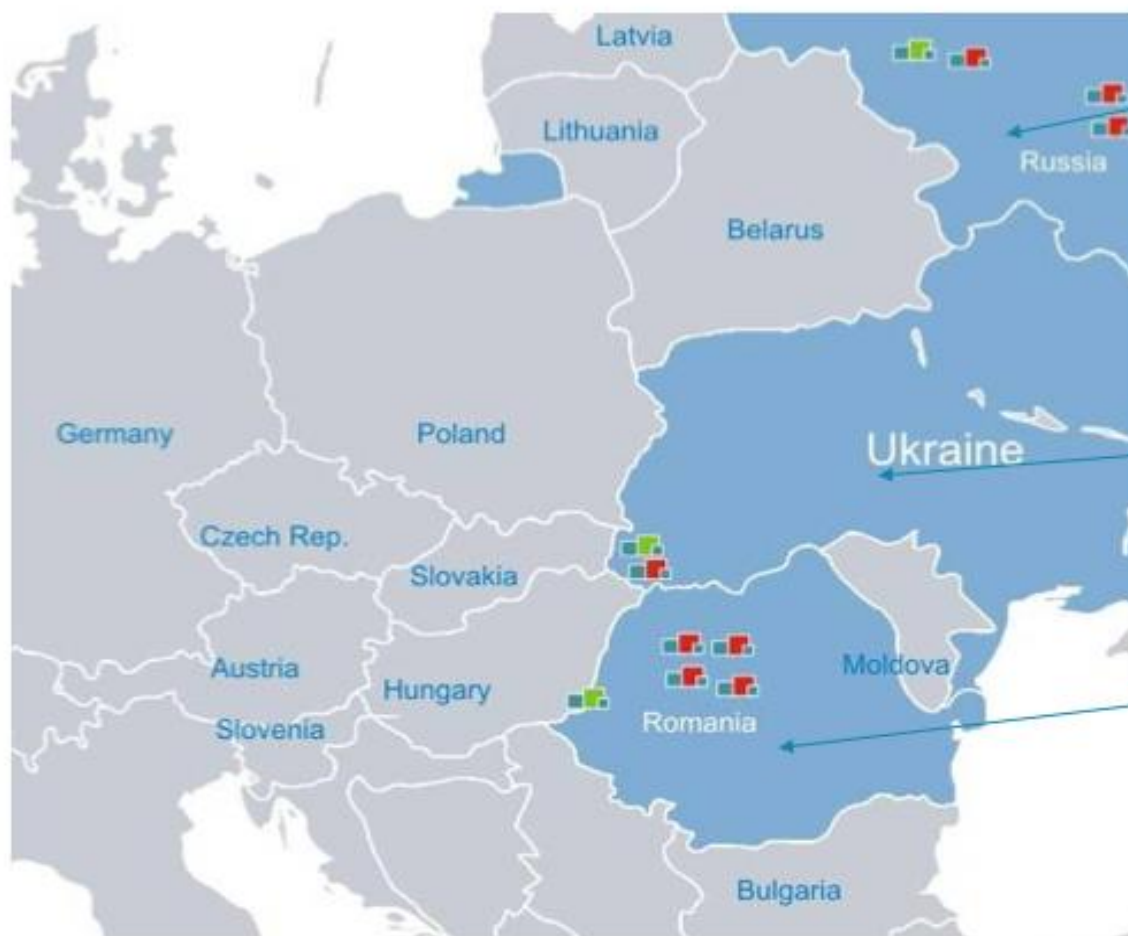 Latvia
Lithuania
Russia
Belarus
Germany
Poland
Ukraine
Czech Rep.
Slovakia
Austria
Hungary
Moldova
Slovenia
Romania
Bulgaria